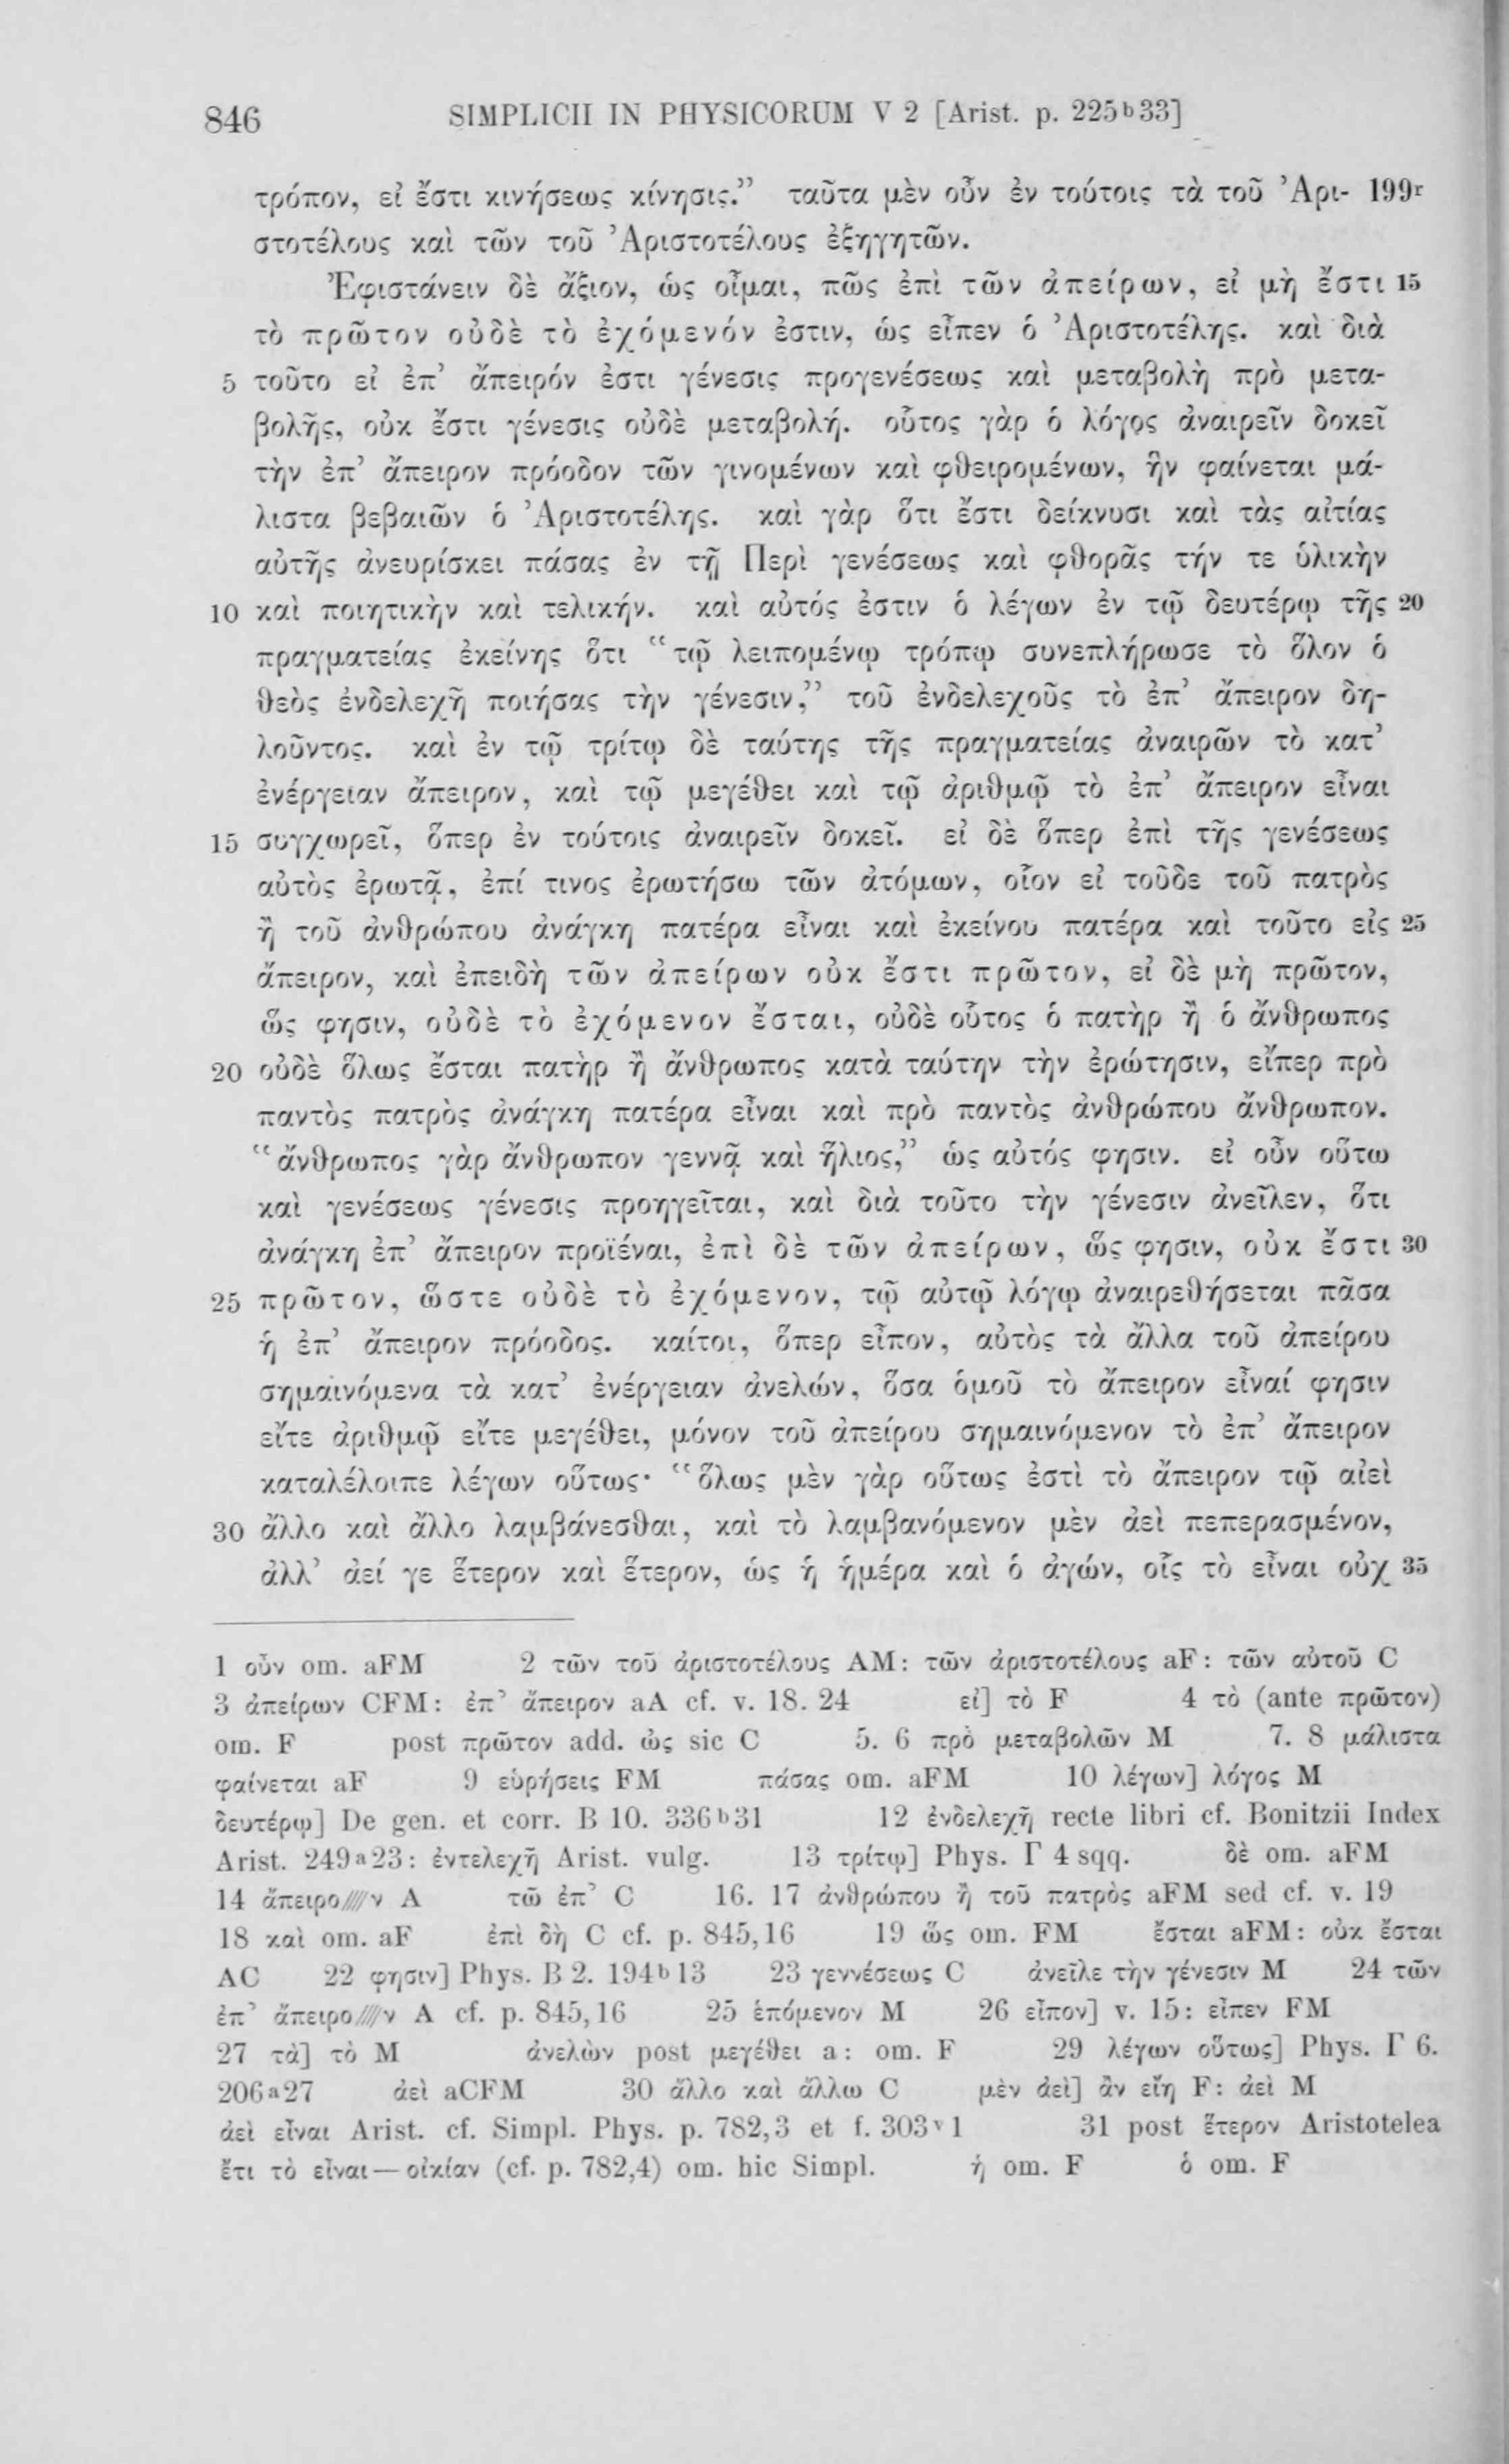 846 SIMPLICII IN PHYSICORUM V 2 [Arist. p. 225b33]
τρόπον, εἰ ἔστι κινήσεως κίνησις.” ταῦτα μὲν οὖν ἐν τούτοις τὰ τοῦ Ἀρι- 199r
στοτέλους καὶ τῶν τοῦ Ἀριστοτέλους ἐξηγητῶν.
Ἐφιστάνειν δὲ ἄξιον, ὡς οἶμαι, πῶς ἐπὶ τῶν ἀπείρων, εἰ μὴ ἔστι 15
τὸ πρῶτον οὐδὲ τὸ ἐχόμενόν ἐστιν, ὡς εἶπεν ὁ Ἀριστοτέλης. καὶ διὰ
5 τοῦτο εἰ ἐπ’ ἄπειρόν ἐστι γένεσις προγενέσεως καὶ μεταβολὴ πρὸ μετα-
βολῆς, οὐκ ἔστι γένεσις οὐδὲ μεταβολή. οὗτος γὰρ ὁ λόγος ἀναιρεῖν δοκεῖ
τὴν ἐπ’ ἄπειρον πρόοδον τῶν γινομένων καὶ φθειρομένων, ἣν φαίνεται μά-
λιστα βεβαιῶν ὁ Ἀριστοτέλης. καὶ γὰρ ὅτι ἔστι δείκνυσι καὶ τὰς αἰτίας
αὐτῆς ἀνευρίσκει πάσας ἐν τῇ Περὶ γενέσεως καὶ φθορᾶς τήν τε ὑλικὴν
10 καὶ ποιητικὴν καὶ τελικήν. καὶ αὐτός ἐστιν ὁ λέγων ἐν τῷ δευτέρῳ τῆς 20
πραγματείας ἐκείνης ὅτι “τῷ λειπομένῳ τρόπῳ συνεπλήρωσε τὸ ὅλον ὁ
θεὸς ἐνδελεχῆ ποιήσας τὴν γένεσιν,” τοῦ ἐνδελεχοῦς τὸ ἐπ’ ἄπειρον δη-
λοῦντος. καὶ ἐν τῷ τρίτῳ δὲ ταύτης τῆς πραγματείας ἀναιρῶν τὸ κατ’
ἐνέργειαν ἄπειρον, καὶ τῷ μεγέθει καὶ τῷ ἀριθμῷ τὸ ἐπ’ ἄπειρον εἶναι
15 συγχωρεῖ, ὅπερ ἐν τούτοις ἀναιρεῖν δοκεῖ. εἰ δὲ ὅπερ ἐπὶ τῆς γενέσεως
αὐτὸς ἐρωτᾷ, ἐπί τινος ἐρωτήσω τῶν ἀτόμων, οἷον εἰ τοῦδε τοῦ πατρὸς
ἢ τοῦ ἀνθρώπου ἀνάγκη πατέρα εἶναι καὶ ἐκείνου πατέρα καὶ τοῦτο εἰς 25
ἄπειρον, καὶ ἐπειδὴ τῶν ἀπείρων οὐκ ἔστι πρῶτον, εἰ δὲ μὴ πρῶτον,
ὥς φησιν, οὐδὲ τὸ ἐχόμενον ἔσται, οὐδὲ οὗτος ὁ πατὴρ ἢ ὁ ἄνθρωπος
20 οὐδὲ ὅλως ἔσται πατὴρ ἢ ἄνθρωπος κατὰ ταύτην τὴν ἐρώτησιν, εἴπερ πρὸ
παντὸς πατρὸς ἀνάγκη πατέρα εἶναι καὶ πρὸ παντὸς ἀνθρώπου ἄνθρωπον.
“ἄνθρωπος γὰρ ἄνθρωπον γεννᾷ καὶ ἥλιος,” ὡς αὐτός φησιν. εἰ οὖν οὕτω
καὶ γενέσεως γένεσις προηγεῖται, καὶ διὰ τοῦτο τὴν γένεσιν ἀνεῖλεν, ὅτι
ἀνάγκη ἐπ’ ἄπειρον προϊέναι, ἐπὶ δὲ τῶν ἀπείρων, ὥς φησιν, οὐκ ἔστι 30
25 πρῶτον, ὥστε οὐδὲ τὸ ἐχόμενον, τῷ αὐτῷ λόγῳ ἀναιρεθήσεται πᾶσα
ἡ ἐπ’ ἄπειρον πρόοδος. καίτοι, ὅπερ εἶπον, αὐτὸς τὰ ἄλλα τοῦ ἀπείρου
σημαινόμενα τὰ κατ’ ἐνέργειαν ἀνελών, ὅσα ὁμοῦ τὸ ἄπειρον εἶναί φησιν
εἴτε ἀριθμῷ εἴτε μεγέθει, μόνον τοῦ ἀπείρου σημαινόμενον τὸ ἐπ’ ἄπειρον
καταλέλοιπε λέγων οὕτως· “ὅλως μὲν γὰρ οὕτως ἐστὶ τὸ ἄπειρον τῷ αἰεὶ
30 ἄλλο καὶ ἄλλο λαμβάνεσθαι, καὶ τὸ λαμβανόμενον μὲν ἀεὶ πεπερασμένον,
ἀλλ’ ἀεί γε ἕτερον καὶ ἕτερον, ὡς ἡ ἡμέρα καὶ ὁ ἀγών, οἷς τὸ εἶναι οὐχ 35
1 οὖν om. aFM 2 τῶν τοῦ ἀριστοτέλους AM: τῶν ἀριστοτέλους aF: τῶν αὐτοῦ C
3 ἀπείρων CFM: ἐπ’ ἄπειρον aA cf. v. 18. 24 εἰ] τὸ F 4 τὸ (ante πρῶτον)
om. F post πρῶτον add. ὡς sic C 5. 6 πρὸ μεταβολῶν M 7. 8 μάλιστα
φαίνεται aF 9 εὑρήσεις FM πάσας om. aFM 10 λέγων] λόγος M
δευτέρῳ] De gen. et corr. B 10. 336b31 12 ἐνδελεχῆ recte libri cf. Bonitzii Index
Arist. 249a23: ἐντελεχῆ Arist. vulg. 13 τρίτῳ] Phys. Γ 4 sqq. δὲ om. aFM
14 ἄπειρο////ν A τῶ ἐπ’ C 16. 17 ἀνθρώπου ἢ τοῦ πατρὸς aFM sed cf. v. 19
18 καὶ om. aF ἐπὶ δὴ C cf. p. 845,16 19 ὥς om. FM ἔσται aFM: οὐκ ἔσται
AC 22 φησιν] Phys. B 2. 194b13 23 γεννέσεως C ἀνεῖλε τὴν γένεσιν M 24 τῶν
ἐπ’ ἄπειρο////ν A cf. p. 845,16 25 ἑπόμενον M 26 εἶπον] v. 15: εἶπεν FM
27 τὰ] τὸ M ἀνελὼν post μεγέθει a: om. F 29 λέγων οὕτως] Phys. Γ 6.
206a27 ἀεὶ aCFM 30 ἄλλο καὶ ἄλλω C μὲν ἀεὶ] ἂν εἴη F: ἀεὶ M
ἀεὶ εἶναι Arist. cf. Simpl. Phys. p. 782,3 et f. 303v1 31 post ἕτερον Aristotelea
ἔτι τὸ εἶναι — οἰκίαν (cf. p. 782,4) om. hic Simpl. ἡ om. F ὁ om. F